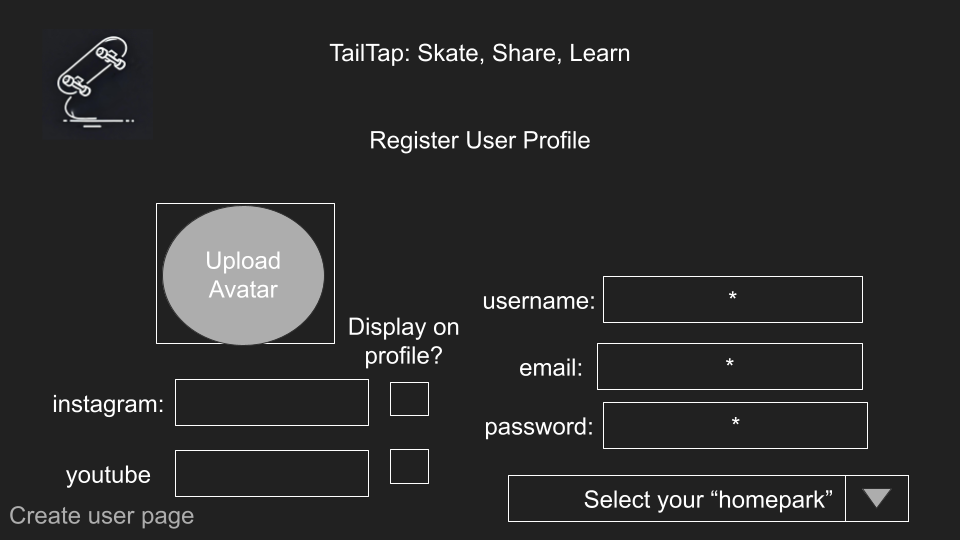 TailTap: Skate, Share, Learn
Register User Profile
Upload
Avatar
Display on
profile?
instagram:
youtube
username:
*
email:
*
password:
*
Select your “homepark”
Create user page